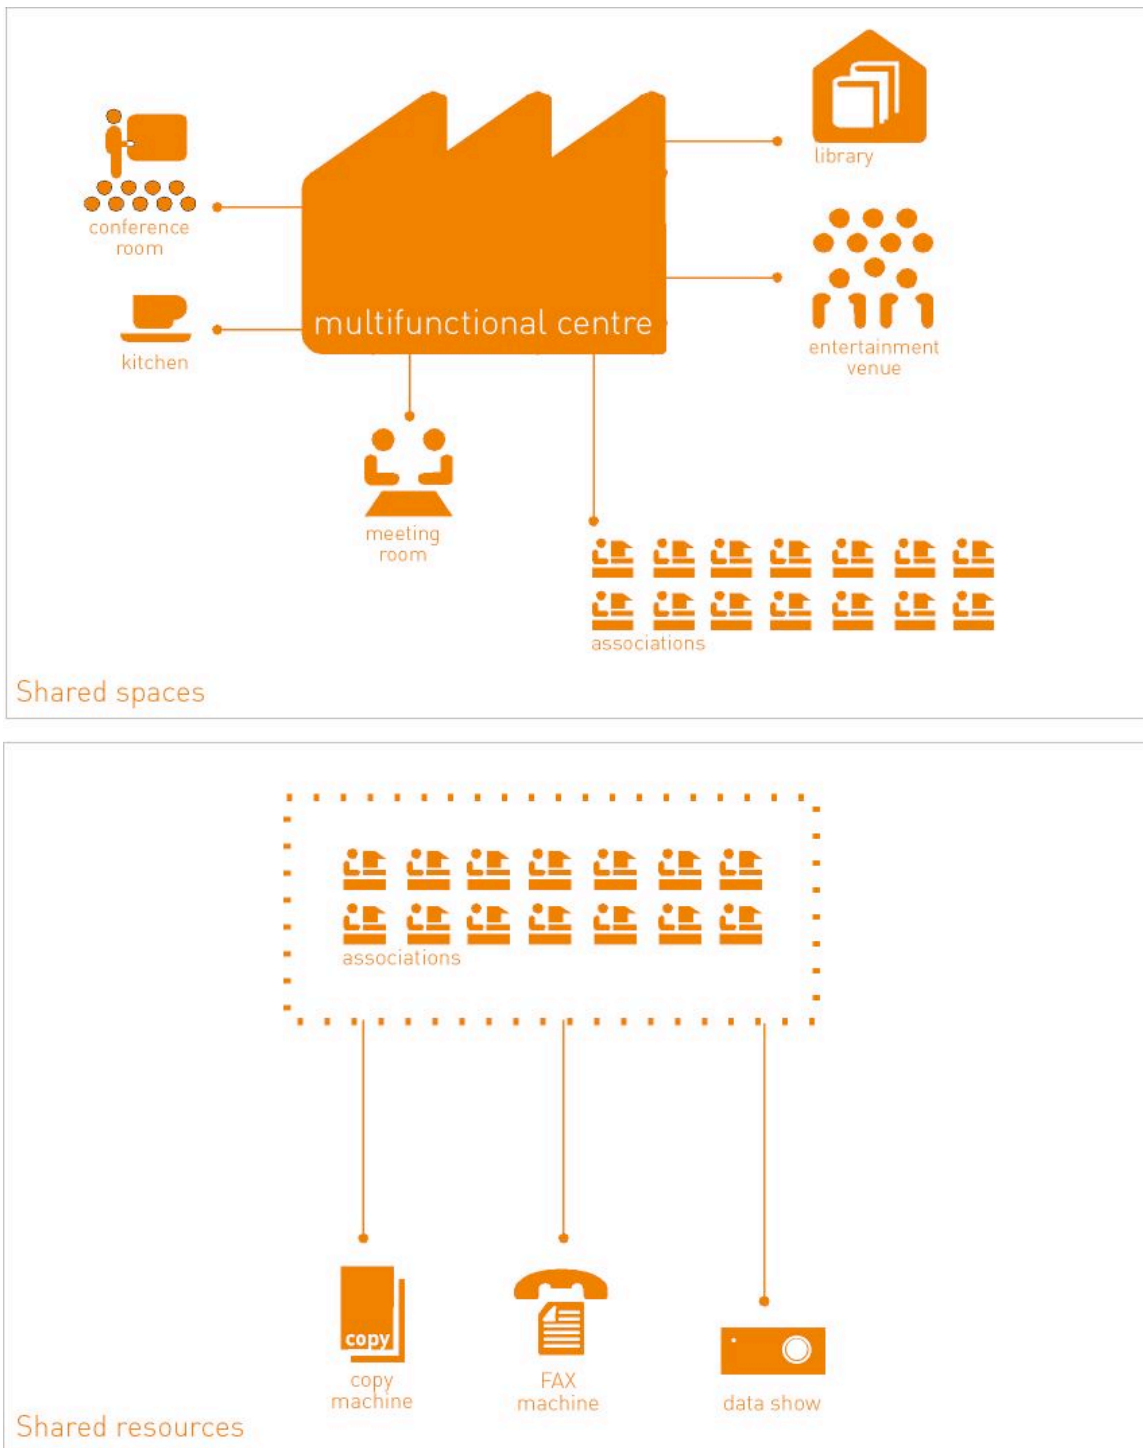 library
conference
room
multifunctional centre
entertainment
venue
kitchen
meeting
room
associations
Shared spaces
associations
copy
copy
machine
FAX
machine
data show
Shared resources